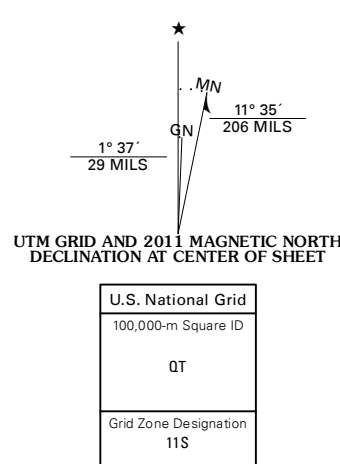 ★
MN
GN
11° 35´
206 MILS
1° 37´
29 MILS
UTM GRID AND 2011 MAGNETIC NORTH
DECLINATION AT CENTER OF SHEET
U.S. National Grid
100,000-m Square ID
QT
Grid Zone Designation
11S